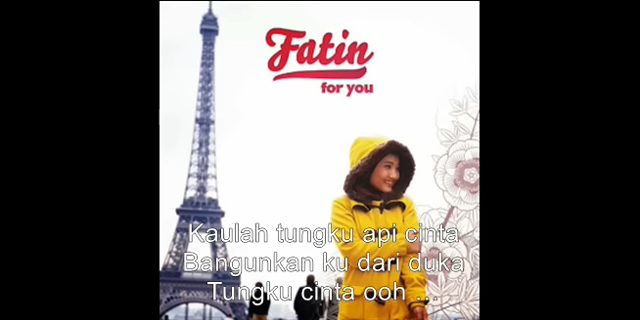 Fatin
for you
Kaulah tungku api cinta
Bangunkan ku dari duka
Tungku cinta ooh ...